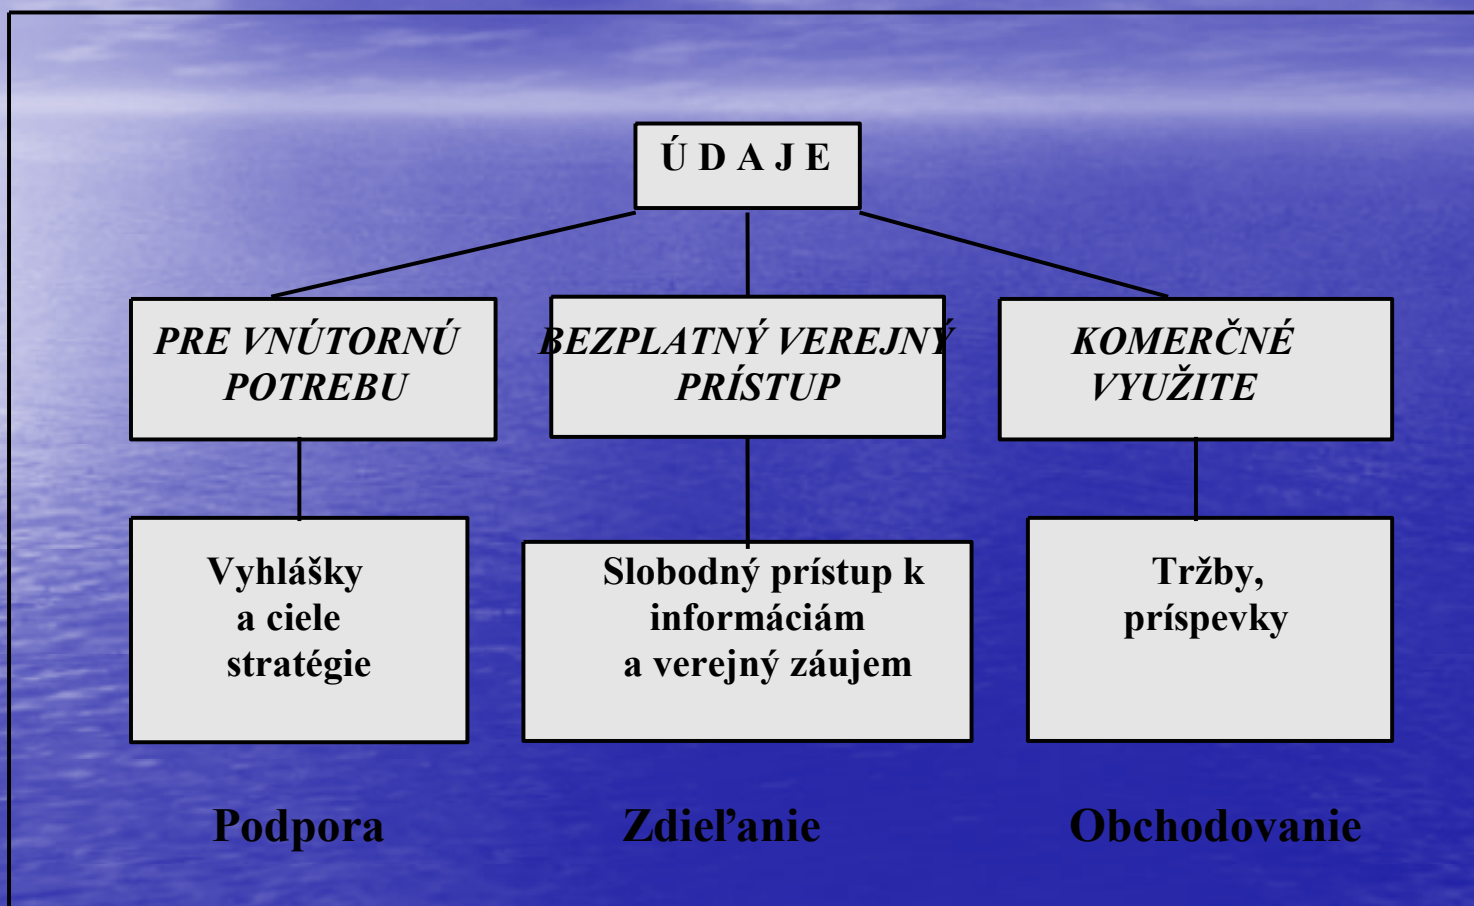 Ú D A J E
PRE VNÚTORNÚ
POTREBU
BEZPLATNÝ VEREJNÝ
PRÍSTUP
KOMERČNÉ
VYUŽITE
Vyhlášky
a ciele
stratégie
Slobodný prístup k
informáciám
a verejný záujem
Tržby,
príspevky
Podpora
Zdieľanie
Obchodovanie